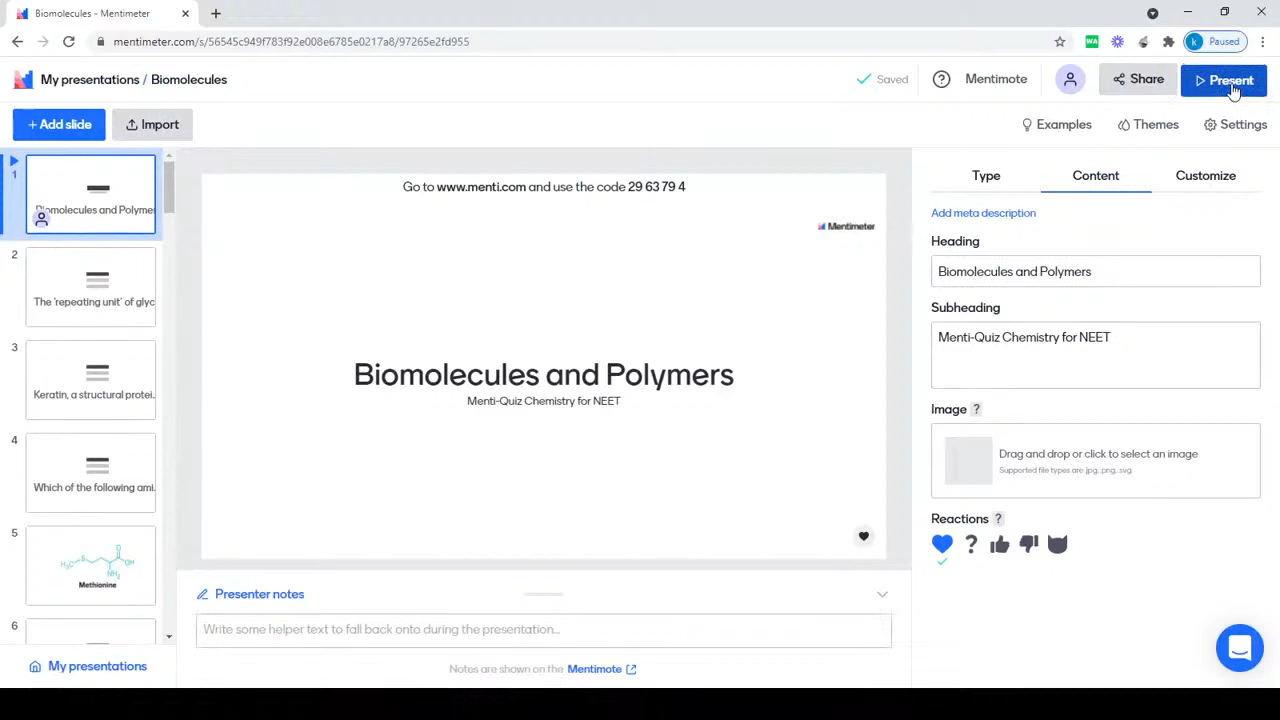 Biomolecules - Mentimeter
mentimeter.com/s/56545c949f783f92e008e6785e0217a8/97265e2fd955
WA
k Paused
My presentations / Biomolecules
Saved
Mentimote
Share
Present
+ Add slide
Import
Examples
Themes
Settings
1
Biomolecules and Polymer
2
The 'repeating unit' of glyc
3
Keratin, a structural protei.
4
Which of the following ami.
5
H₃C
S
O
OH
NH₂
Methionine
6
My presentations
Go to www.menti.com and use the code 29 63 79 4
Mentimeter
Biomolecules and Polymers
Menti-Quiz Chemistry for NEET
Presenter notes
Write some helper text to fall back onto during the presentation...
Notes are shown on the Mentimote
Type
Content
Customize
Add meta description
Heading
Biomolecules and Polymers
Subheading
Menti-Quiz Chemistry for NEET
Image ?
Drag and drop or click to select an image
Supported file types are .jpg, .png, .svg
Reactions ?
?